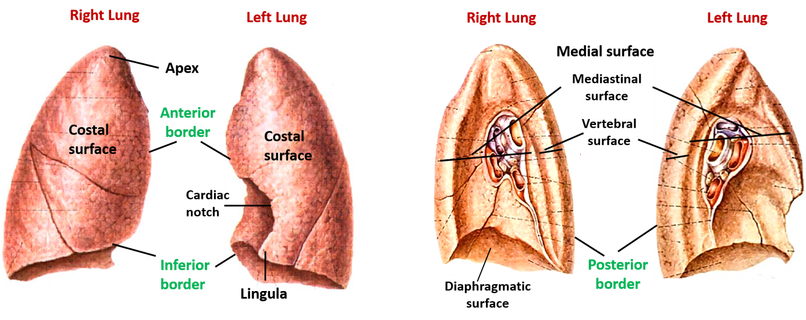 Right Lung
Left Lung
Right Lung
Left Lung
Apex
Medial surface
Mediastinal
surface
Anterior
border
Costal
surface
Costal
surface
Vertebral
surface
Cardiac
notch
Inferior
border
Posterior
border
Lingula
Diaphragmatic
surface